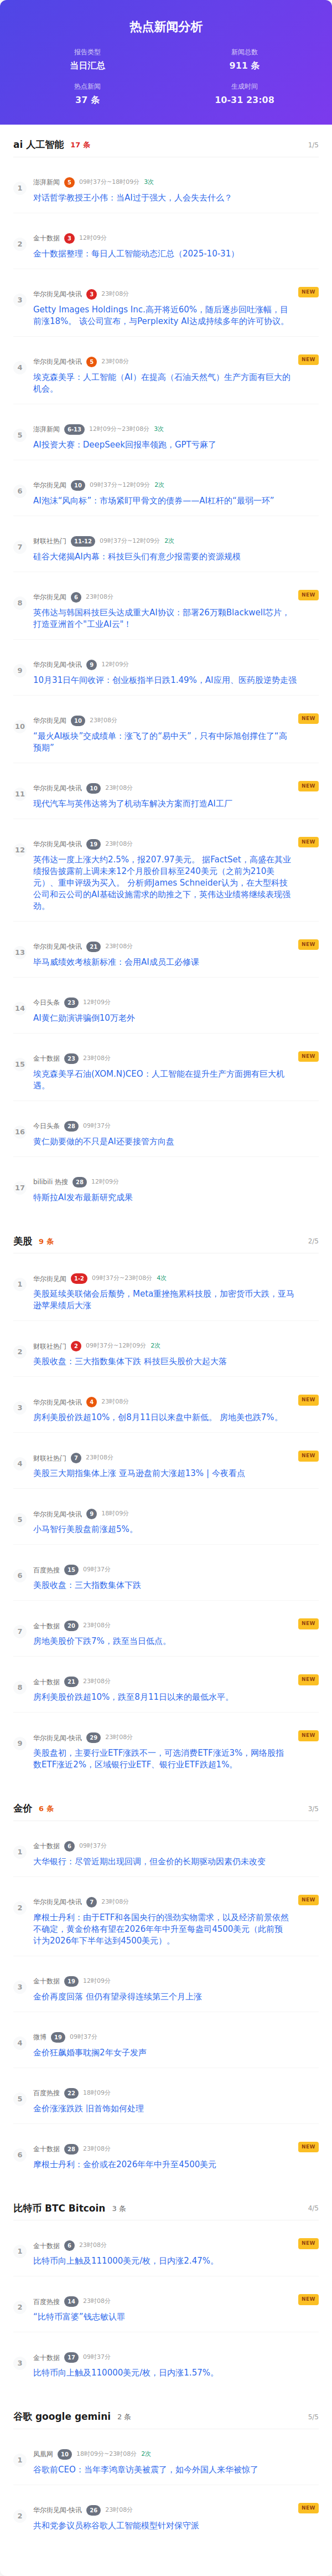 热点新闻分析
报告类型
新闻总数
当日汇总
911 条
热点新闻
生成时间
37 条
10-31 23:08
ai 人工智能 17 条 1/5
1
澎湃新闻 5 09时37分~18时09分 3次
对话哲学教授王小伟：当AI过于强大，人会失去什么？
2
金十数据 3 12时09分
金十数据整理：每日人工智能动态汇总（2025-10-31）
3
华尔街见闻-快讯 3 23时08分 NEW
Getty Images Holdings Inc.高开将近60%，随后逐步回吐涨幅，目
前涨18%。 该公司宣布，与Perplexity AI达成持续多年的许可协议。
4
华尔街见闻-快讯 5 23时08分 NEW
埃克森美孚：人工智能（AI）在提高（石油天然气）生产方面有巨大的
机会。
5
澎湃新闻 6-13 12时09分~23时08分 3次
AI投资大赛：DeepSeek回报率领跑，GPT亏麻了
6
华尔街见闻 10 09时37分~12时09分 2次
AI泡沫“风向标”：市场紧盯甲骨文的债券——AI杠杆的“最弱一环”
7
财联社热门 11-12 09时37分~12时09分 2次
硅谷大佬揭AI内幕：科技巨头们有意少报需要的资源规模
8
华尔街见闻 6 23时08分 NEW
英伟达与韩国科技巨头达成重大AI协议：部署26万颗Blackwell芯片，
打造亚洲首个"工业AI云"！
9
华尔街见闻-快讯 9 12时09分
10月31日午间收评：创业板指半日跌1.49%，AI应用、医药股逆势走强
10
华尔街见闻 10 23时08分 NEW
“最火AI板块”交成绩单：涨飞了的“易中天”，只有中际旭创撑住了“高
预期”
11
华尔街见闻-快讯 10 23时08分 NEW
现代汽车与英伟达将为了机动车解决方案而打造AI工厂
12
华尔街见闻-快讯 19 23时08分 NEW
英伟达一度上涨大约2.5%，报207.97美元。 据FactSet，高盛在其业
绩报告披露前上调未来12个月股价目标至240美元（之前为210美
元）、重申评级为买入。 分析师James Schneider认为，在大型科技
公司和云公司的AI基础设施需求的助推之下，英伟达业绩将继续表现强
劲。
13
华尔街见闻-快讯 21 23时08分 NEW
毕马威绩效考核新标准：会用AI成员工必修课
14
今日头条 23 12时09分
AI黄仁勋演讲骗倒10万老外
15
金十数据 23 23时08分 NEW
埃克森美孚石油(XOM.N)CEO：人工智能在提升生产方面拥有巨大机
遇。
16
今日头条 28 09时37分
黄仁勋要做的不只是AI还要接管方向盘
17
bilibili 热搜 28 12时09分
特斯拉AI发布最新研究成果
美股 9 条 2/5
1
华尔街见闻 1-2 09时37分~23时08分 4次
美股延续美联储会后颓势，Meta重挫拖累科技股，加密货币大跌，亚马
逊苹果绩后大涨
2
财联社热门 2 09时37分~12时09分 2次
美股收盘：三大指数集体下跌 科技巨头股价大起大落
3
华尔街见闻-快讯 4 23时08分 NEW
房利美股价跌超10%，创8月11日以来盘中新低。 房地美也跌7%。
4
财联社热门 7 23时08分 NEW
美股三大期指集体上涨 亚马逊盘前大涨超13% | 今夜看点
5
华尔街见闻-快讯 9 18时09分
小马智行美股盘前涨超5%。
6
百度热搜 15 09时37分
美股收盘：三大指数集体下跌
7
金十数据 20 23时08分 NEW
房地美股价下跌7%，跌至当日低点。
8
金十数据 21 23时08分 NEW
房利美股价跌超10%，跌至8月11日以来的最低水平。
9
华尔街见闻-快讯 29 23时08分 NEW
美股盘初，主要行业ETF涨跌不一，可选消费ETF涨近3%，网络股指
数ETF涨近2%，区域银行业ETF、银行业ETF跌超1%。
金价 6 条 3/5
1
金十数据 6 09时37分
大华银行：尽管近期出现回调，但金价的长期驱动因素仍未改变
2
华尔街见闻-快讯 7 23时08分 NEW
摩根士丹利：由于ETF和各国央行的强劲实物需求，以及经济前景依然
不确定，黄金价格有望在2026年年中升至每盎司4500美元（此前预
计为2026年下半年达到4500美元）。
3
金十数据 19 12时09分
金价再度回落 但仍有望录得连续第三个月上涨
4
微博 19 09时37分
金价狂飙婚事耽搁2年女子发声
5
百度热搜 22 18时09分
金价涨涨跌跌 旧首饰如何处理
6
金十数据 28 23时08分 NEW
摩根士丹利：金价或在2026年年中升至4500美元
比特币 BTC Bitcoin 3 条 4/5
1
金十数据 6 23时08分 NEW
比特币向上触及111000美元/枚，日内涨2.47%。
2
百度热搜 14 23时08分 NEW
“比特币富婆”钱志敏认罪
3
金十数据 17 09时37分
比特币向上触及110000美元/枚，日内涨1.57%。
谷歌 google gemini 2 条 5/5
1
凤凰网 10 18时09分~23时08分 2次
谷歌前CEO：当年李鸿章访美被震了，如今外国人来华被惊了
2
华尔街见闻-快讯 26 23时08分 NEW
共和党参议员称谷歌人工智能模型针对保守派